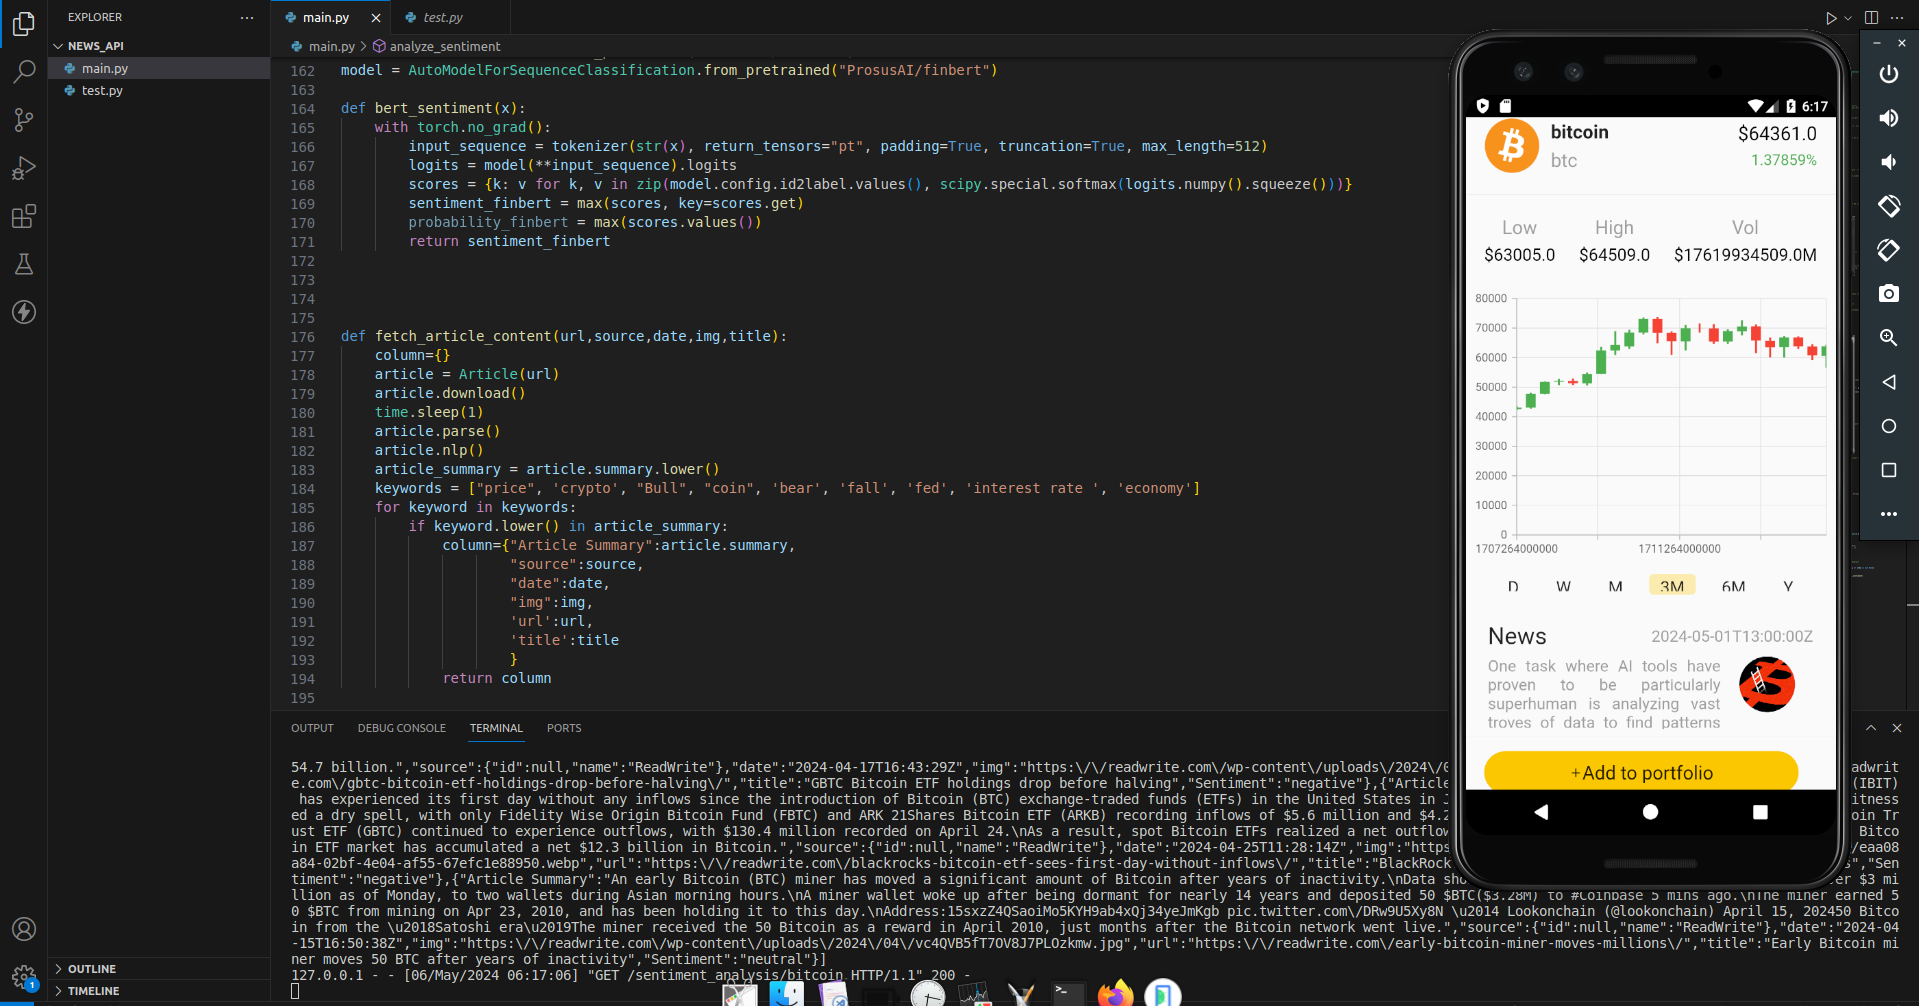 EXPLORER
NEWS_API
main.py
test.py
OUTLINE
TIMELINE
1
main.py
test.py
main.py > analyze_sentiment
162 model = AutoModelForSequenceClassification.from_pretrained("ProsusAI/finbert")
163
164 def bert_sentiment(x):
165 with torch.no_grad():
166 input_sequence = tokenizer(str(x), return_tensors="pt", padding=True, truncation=True, max_length=512)
167 logits = model(**input_sequence).logits
168 scores = {k: v for k, v in zip(model.config.id2label.values(), scipy.special.softmax(logits.numpy().squeeze()))}
169 sentiment_finbert = max(scores, key=scores.get)
170 probability_finbert = max(scores.values())
171 return sentiment_finbert
172
173
174
175
176 def fetch_article_content(url,source,date,img,title):
177 column={}
178 article = Article(url)
179 article.download()
180 time.sleep(1)
181 article.parse()
182 article.nlp()
183 article_summary = article.summary.lower()
184 keywords = ["price", 'crypto', "Bull", "coin", 'bear', 'fall', 'fed', 'interest rate ', 'economy']
185 for keyword in keywords:
186 if keyword.lower() in article_summary:
187 column={"Article Summary":article.summary,
188 "source":source,
189 "date":date,
190 "img":img,
191 'url':url,
192 'title':title
193 }
194 return column
195
OUTPUT DEBUG CONSOLE TERMINAL PORTS
54.7 billion.","source":{"id":null,"name":"ReadWrite"},"date":"2024-04-17T16:43:29Z","img":"https:\/\/readwrite.com\/wp-content\/uploads\/2024\/0 adwrit
e.com\/gbtc-bitcoin-etf-holdings-drop-before-halving\/","title":"GBTC Bitcoin ETF holdings drop before halving","Sentiment":"negative"},{"Articl (IBIT)
has experienced its first day without any inflows since the introduction of Bitcoin (BTC) exchange-traded funds (ETFs) in the United States in J itness
ed a dry spell, with only Fidelity Wise Origin Bitcoin Fund (FBTC) and ARK 21Shares Bitcoin ETF (ARKB) recording inflows of $5.6 million and $4.2 oin Tr
ust ETF (GBTC) continued to experience outflows, with $130.4 million recorded on April 24.\nAs a result, spot Bitcoin ETFs realized a net outflow Bitco
in ETF market has accumulated a net $12.3 billion in Bitcoin.","source":{"id":null,"name":"ReadWrite"},"date":"2024-04-25T11:28:14Z","img":"https /eaa08
a84-02bf-4e04-af55-67efc1e88950.webp","url":"https:\/\/readwrite.com\/blackrocks-bitcoin-etf-sees-first-day-without-inflows\/","title":"BlackRock s","Sen
timent":"negative"},{"Article Summary":"An early Bitcoin (BTC) miner has moved a significant amount of Bitcoin after years of inactivity.\nData sho er $3 mi
llion as of Monday, to two wallets during Asian morning hours.\nA miner wallet woke up after being dormant for nearly 14 years and deposited 50 $BTC($3.28M) to #Coinbase 5 mins ago.\nThe miner earned 5
0 $BTC from mining on Apr 23, 2010, and has been holding it to this day.\nAddress:15sxzZ4QSaoiMo5KYH9ab4xQj34yeJmKgb pic.twitter.com\/DRw9U5Xy8N \u2014 Lookonchain (@lookonchain) April 15, 202450 Bitco
in from the \u2018Satoshi era\u2019The miner received the 50 Bitcoin as a reward in April 2010, just months after the Bitcoin network went live.","source":{"id":null,"name":"ReadWrite"},"date":"2024-04
-15T16:50:38Z","img":"https:\/\/readwrite.com\/wp-content\/uploads\/2024\/04\/vc4QVB5fT7OV8J7PLOzkmw.jpg","url":"https:\/\/readwrite.com\/early-bitcoin-miner-moves-millions\/","title":"Early Bitcoin mi
ner moves 50 BTC after years of inactivity","Sentiment":"neutral"}]
127.0.0.1 - - [06/May/2024 06:17:06] "GET /sentiment_analysis/bitcoin HTTP/1.1" 200 -
6:17
bitcoin $64361.0
btc 1.37859%
Low High Vol
$63005.0 $64509.0 $17619934509.0M
80000
70000
60000
50000
40000
30000
20000
10000
0
1707264000000 1711264000000
D W M 3M 6M Y
News 2024-05-01T13:00:00Z
One task where AI tools have
proven to be particularly
superhuman is analyzing vast
troves of data to find patterns
+Add to portfolio